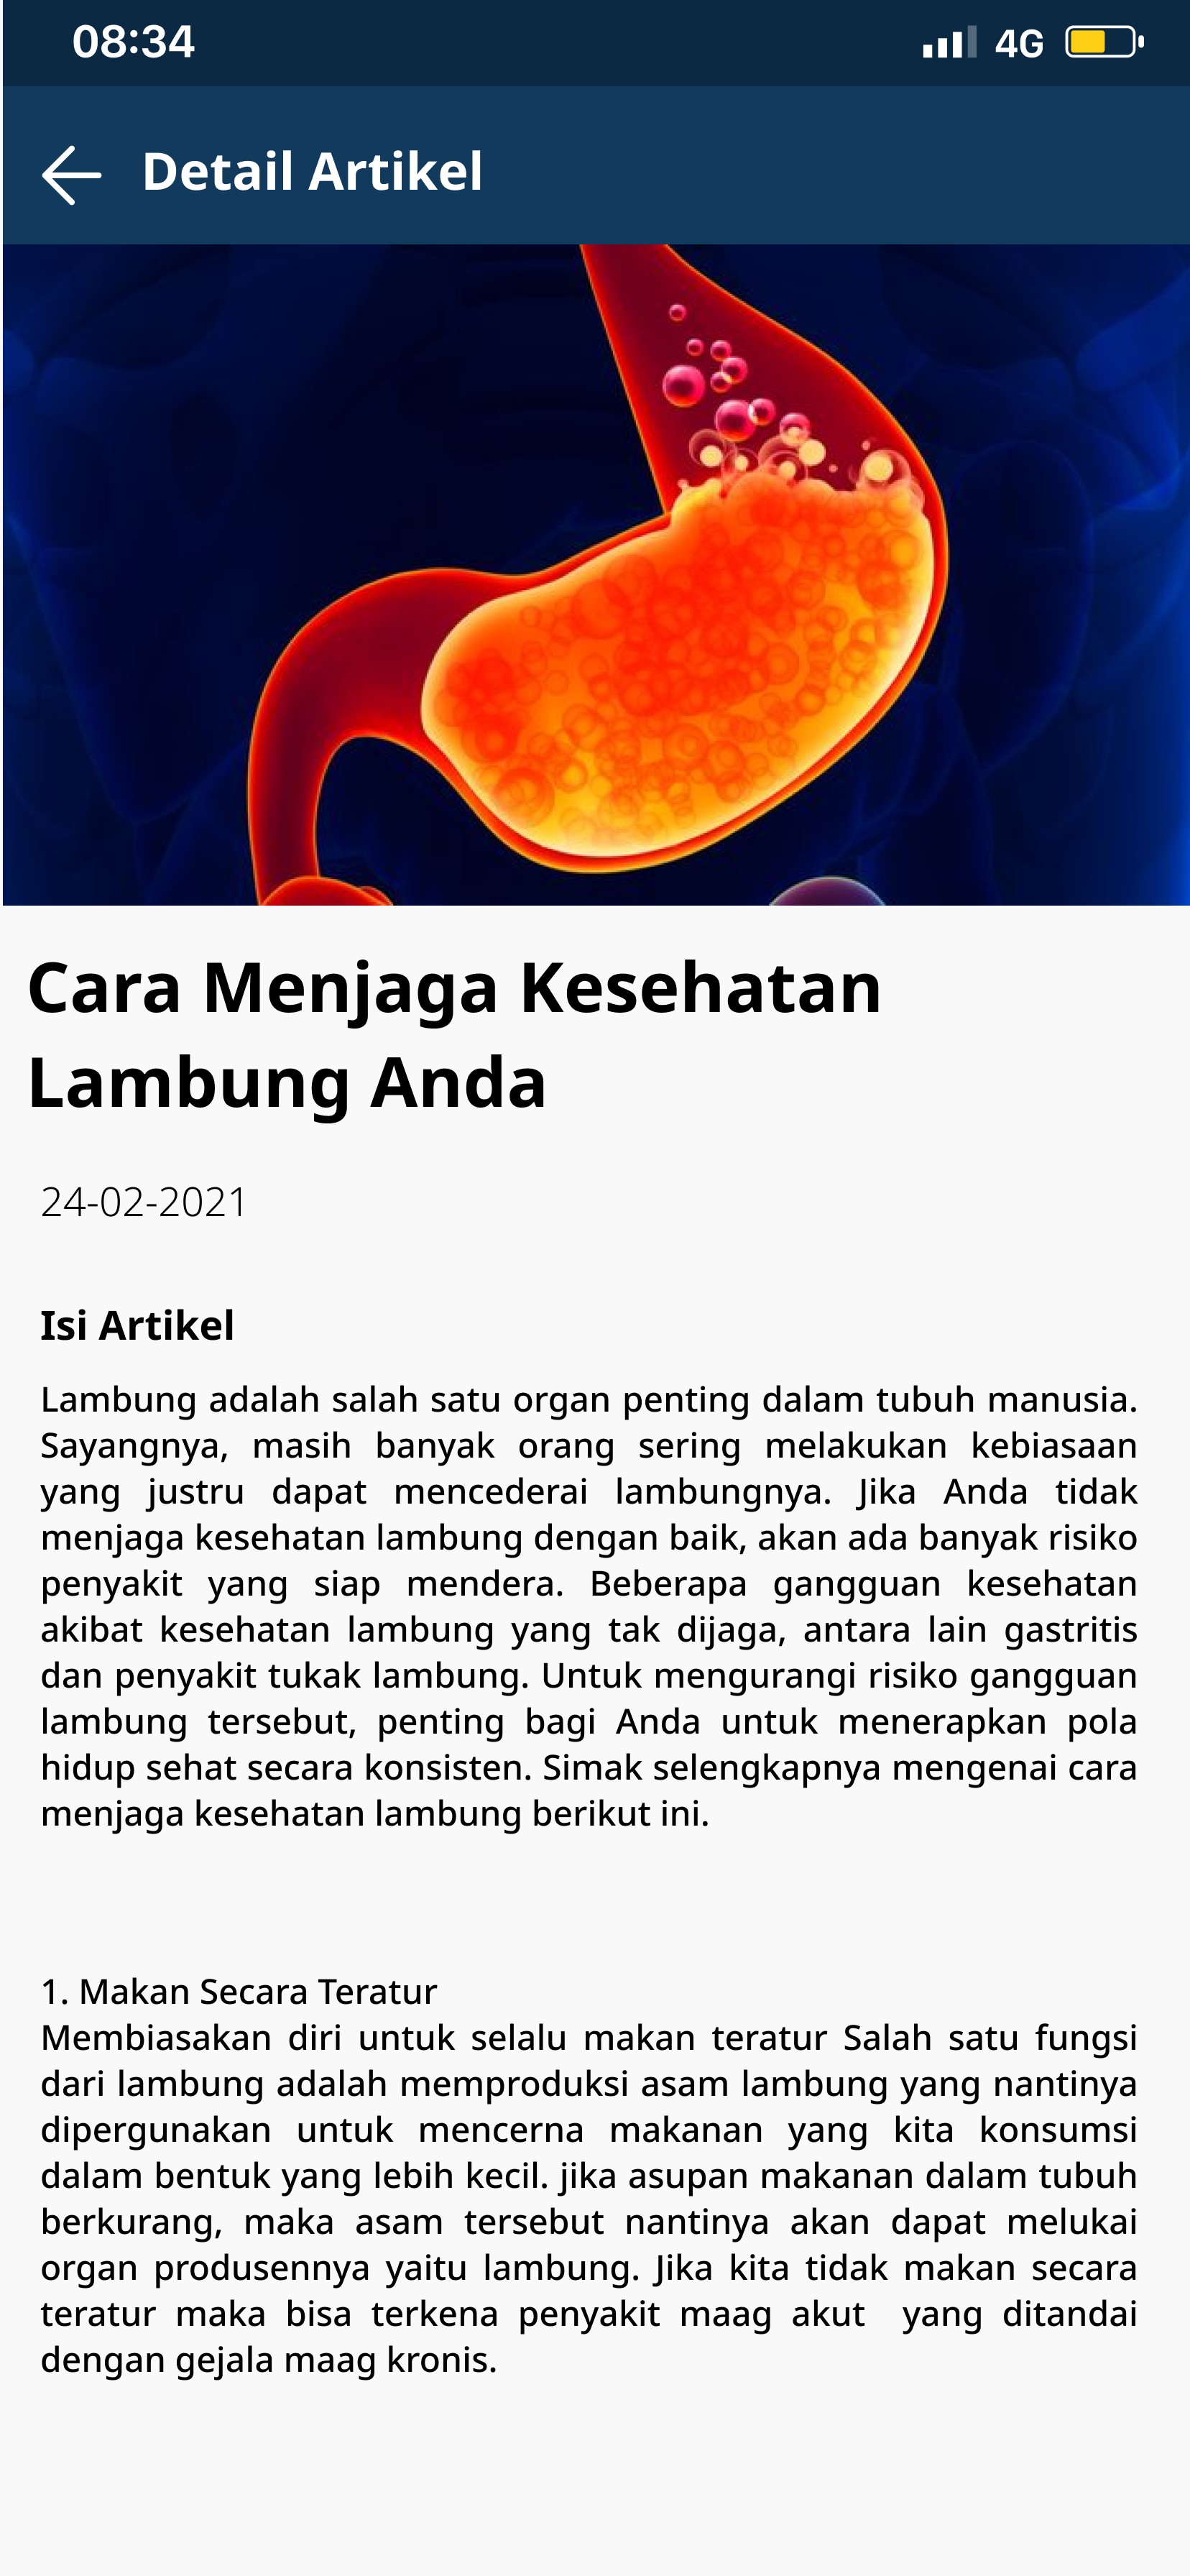 08:34
4G
Detail Artikel
Cara Menjaga Kesehatan
Lambung Anda
24-02-2021
Isi Artikel
Lambung adalah salah satu organ penting dalam tubuh manusia.
Sayangnya, masih banyak orang sering melakukan kebiasaan
yang justru dapat mencederai lambungnya. Jika Anda tidak
menjaga kesehatan lambung dengan baik, akan ada banyak risiko
penyakit yang siap mendera. Beberapa gangguan kesehatan
akibat kesehatan lambung yang tak dijaga, antara lain gastritis
dan penyakit tukak lambung. Untuk mengurangi risiko gangguan
lambung tersebut, penting bagi Anda untuk menerapkan pola
hidup sehat secara konsisten. Simak selengkapnya mengenai cara
menjaga kesehatan lambung berikut ini.
1. Makan Secara Teratur
Membiasakan diri untuk selalu makan teratur Salah satu fungsi
dari lambung adalah memproduksi asam lambung yang nantinya
dipergunakan untuk mencerna makanan yang kita konsumsi
dalam bentuk yang lebih kecil. jika asupan makanan dalam tubuh
berkurang, maka asam tersebut nantinya akan dapat melukai
organ produsennya yaitu lambung. Jika kita tidak makan secara
teratur maka bisa terkena penyakit maag akut  yang ditandai
dengan gejala maag kronis.